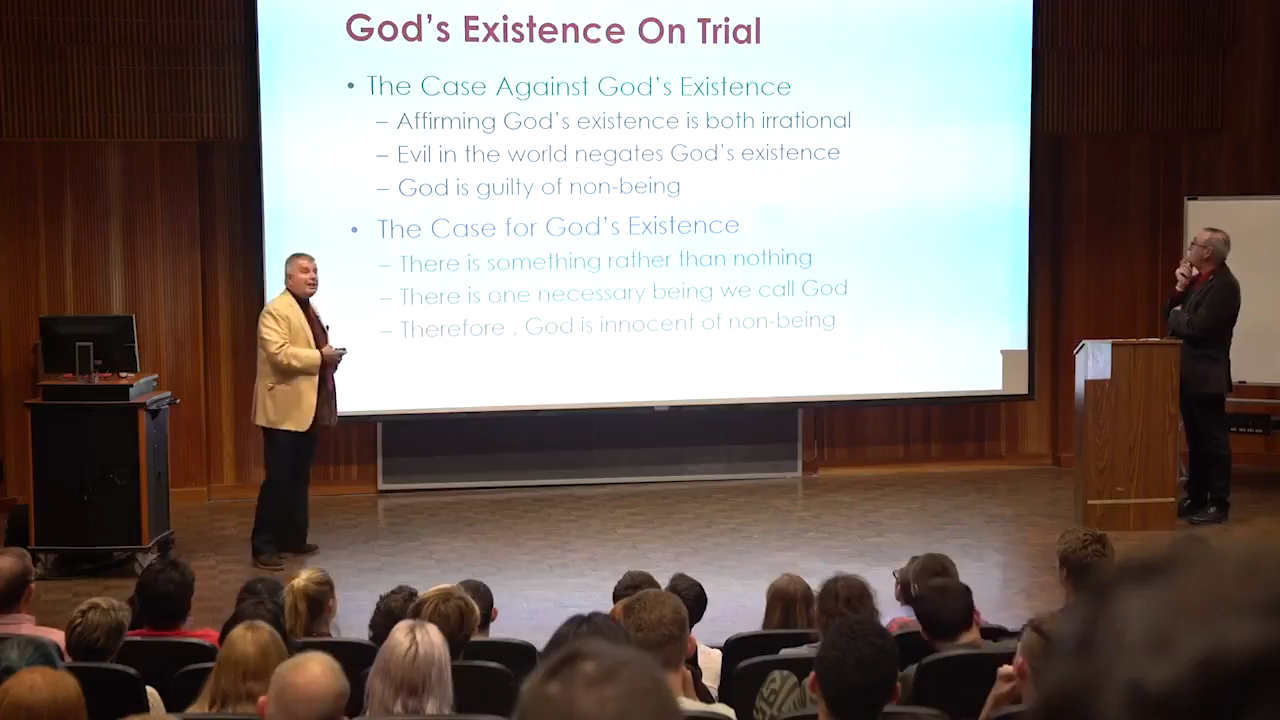 God's Existence On Trial
• The Case Against God's Existence
– Affirming God's existence is both irrational
– Evil in the world negates God's existence
– God is guilty of non-being
• The Case for God's Existence
– There is something rather than nothing
– There is one necessary being we call God
– Therefore , God is innocent of non-being